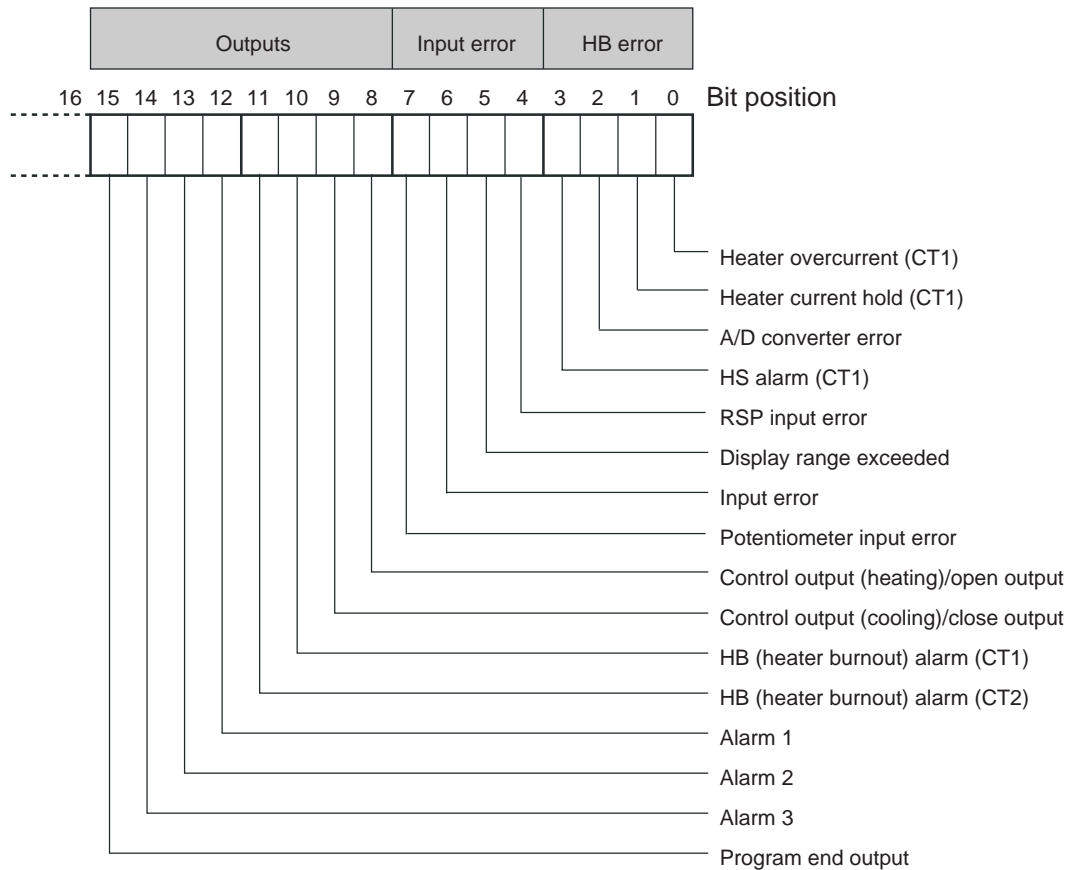 Outputs Input error HB error
16 15 14 13 12 11 10 9 8 7 6 5 4 3 2 1 0 Bit position
Heater overcurrent (CT1)
Heater current hold (CT1)
A/D converter error
HS alarm (CT1)
RSP input error
Display range exceeded
Input error
Potentiometer input error
Control output (heating)/open output
Control output (cooling)/close output
HB (heater burnout) alarm (CT1)
HB (heater burnout) alarm (CT2)
Alarm 1
Alarm 2
Alarm 3
Program end output